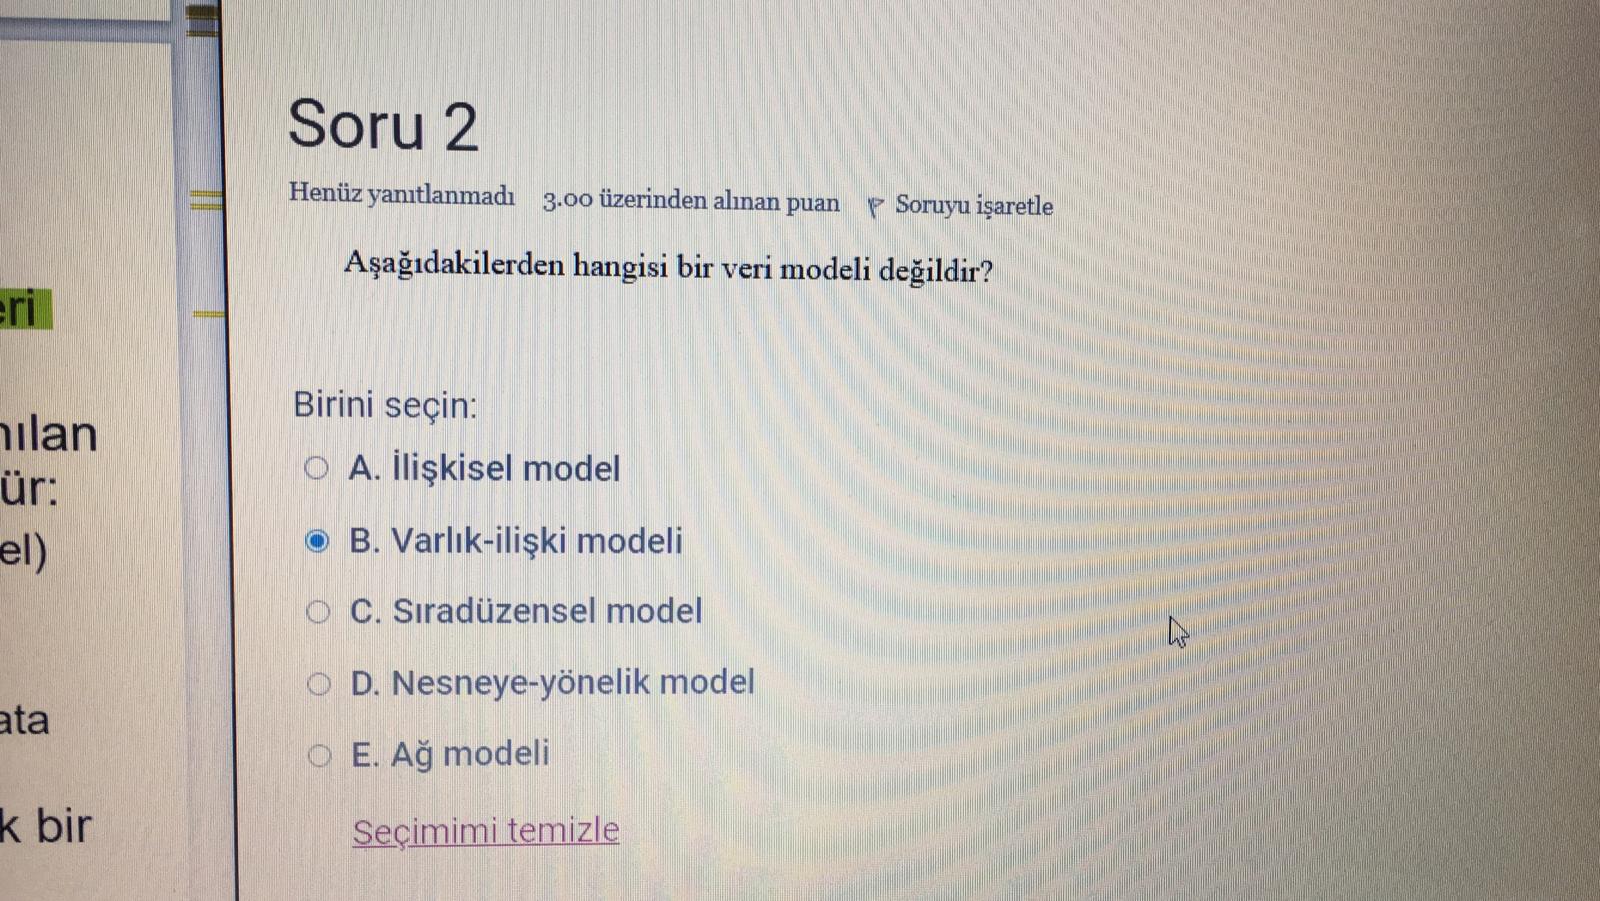 Soru 2
Henüz yanıtlanmadı 3.00 üzerinden alınan puan Soruyu işaretle
Aşağıdakilerden hangisi bir veri modeli değildir?
Birini seçin:
A. İlişkisel model
B. Varlık-ilişki modeli
C. Sıradüzensel model
D. Nesneye-yönelik model
E. Ağ modeli
Seçimimi temizle
eri
ür:
el)
ata
k bir